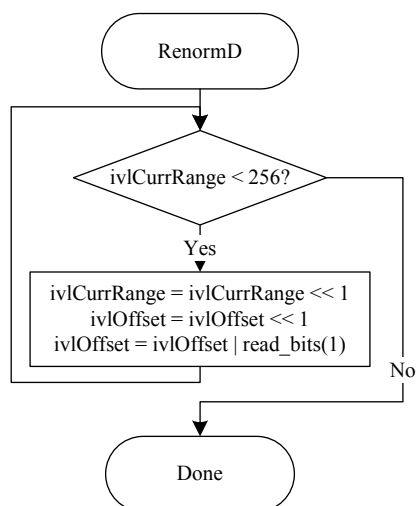 RenormD
ivlCurrRange < 256?
Yes
ivlCurrRange = ivlCurrRange << 1
ivlOffset = ivlOffset << 1
ivlOffset = ivlOffset | read_bits(1)
No
Done